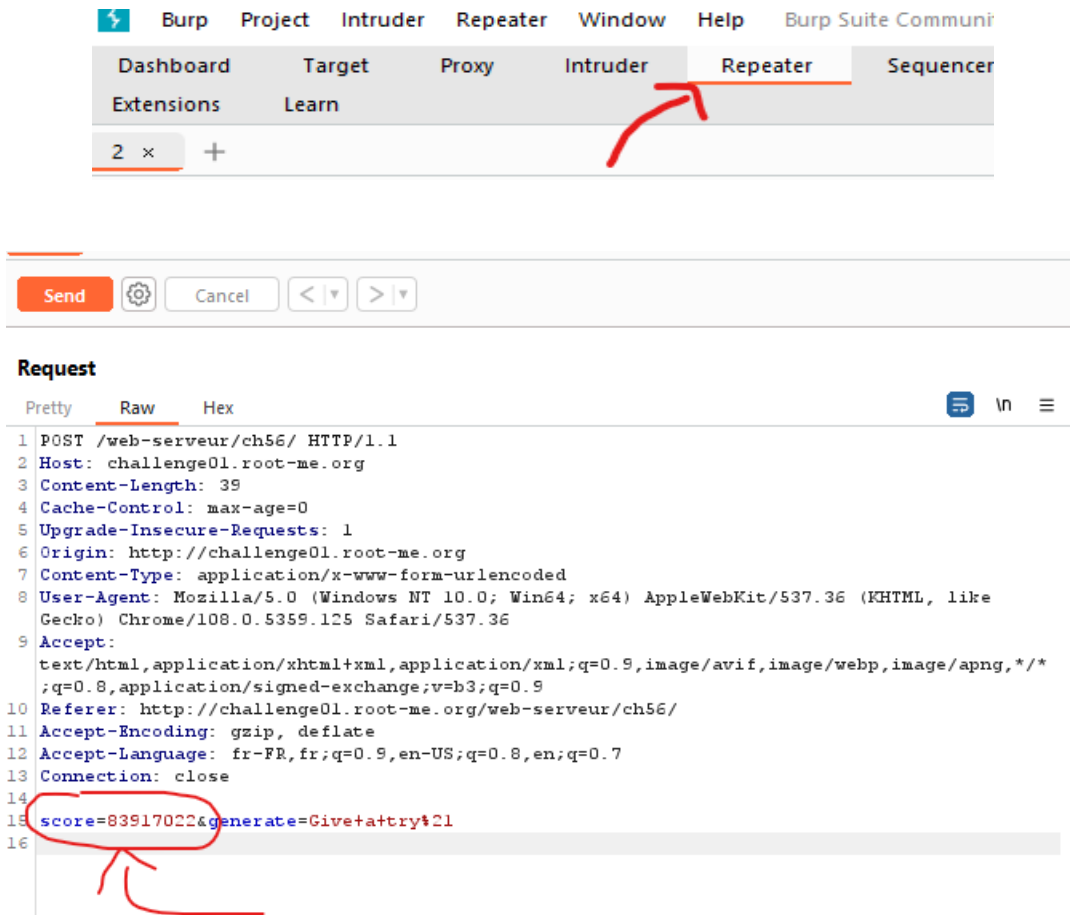 Burp Project Intruder Repeater Window Help Burp Suite Communi
Dashboard Target Proxy Intruder Repeater Sequencer
Extensions Learn
2 × +
Send Cancel < ▼ > ▼
Request
Pretty Raw Hex \n
1 POST /web-serveur/ch56/ HTTP/1.1
2 Host: challenge01.root-me.org
3 Content-Length: 39
4 Cache-Control: max-age=0
5 Upgrade-Insecure-Requests: 1
6 Origin: http://challenge01.root-me.org
7 Content-Type: application/x-www-form-urlencoded
8 User-Agent: Mozilla/5.0 (Windows NT 10.0; Win64; x64) AppleWebKit/537.36 (KHTML, like
Gecko) Chrome/108.0.5359.125 Safari/537.36
9 Accept:
text/html,application/xhtml+xml,application/xml;q=0.9,image/avif,image/webp,image/apng,*/*
;q=0.8,application/signed-exchange;v=b3;q=0.9
10 Referer: http://challenge01.root-me.org/web-serveur/ch56/
11 Accept-Encoding: gzip, deflate
12 Accept-Language: fr-FR,fr;q=0.9,en-US;q=0.8,en;q=0.7
13 Connection: close
14
15 score=83917022&generate=Give+a+try%21
16